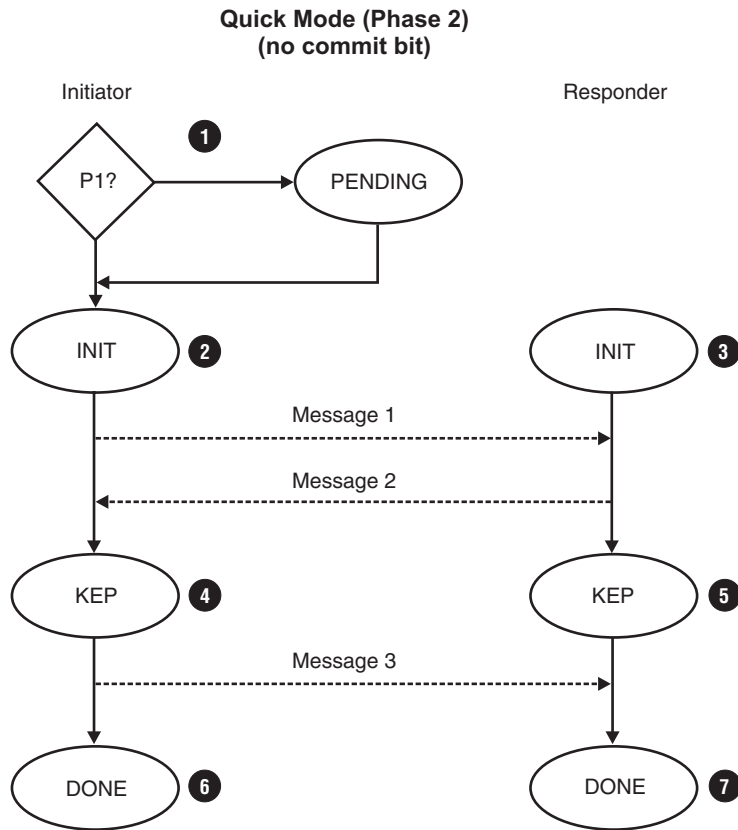 Quick Mode (Phase 2)
(no commit bit)
Initiator
Responder
1
P1?
PENDING
INIT
2
INIT
3
Message 1
Message 2
KEP
4
KEP
5
Message 3
DONE
6
DONE
7